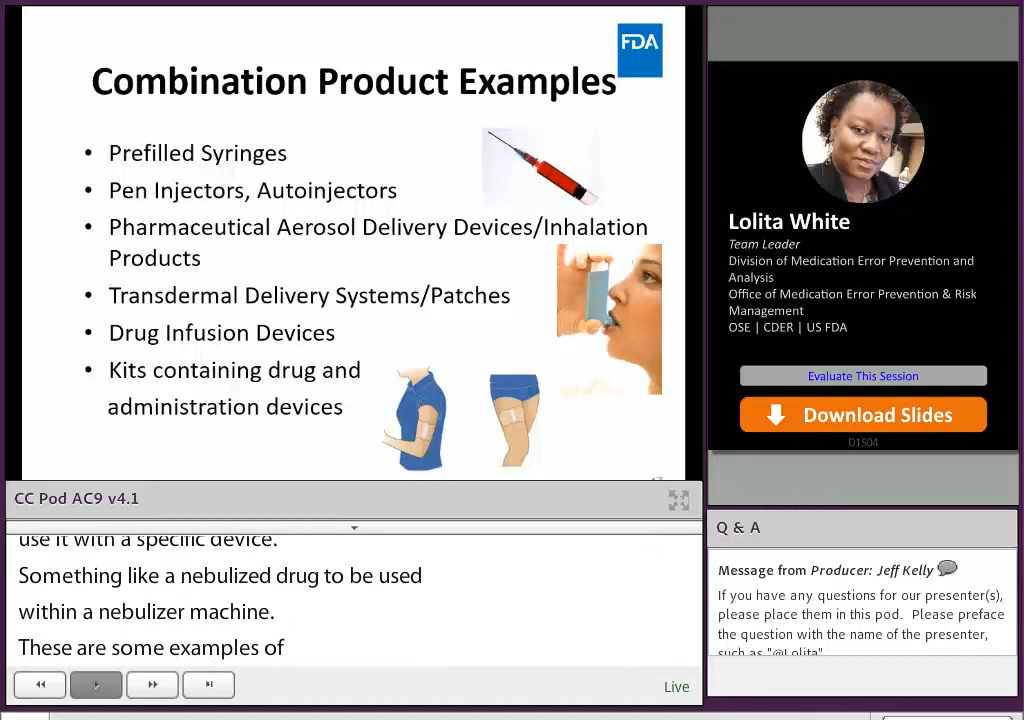 FDA
Combination Product Examples
• Prefilled Syringes
• Pen Injectors, Autoinjectors
• Pharmaceutical Aerosol Delivery Devices/Inhalation
Products
• Transdermal Delivery Systems/Patches
• Drug Infusion Devices
• Kits containing drug and
administration devices
Lolita White
Team Leader
Division of Medication Error Prevention and
Analysis
Office of Medication Error Prevention & Risk
Management
OSE | CDER | US FDA
Evaluate This Session
Download Slides
D1S04
CC Pod AC9 v4.1
use it with a specific device.
Something like a nebulized drug to be used
within a nebulizer machine.
These are some examples of
Live
Q & A
Message from Producer: Jeff Kelly
If you have any questions for our presenter(s),
please place them in this pod.  Please preface
the question with the name of the presenter,
such as "@Lolita"